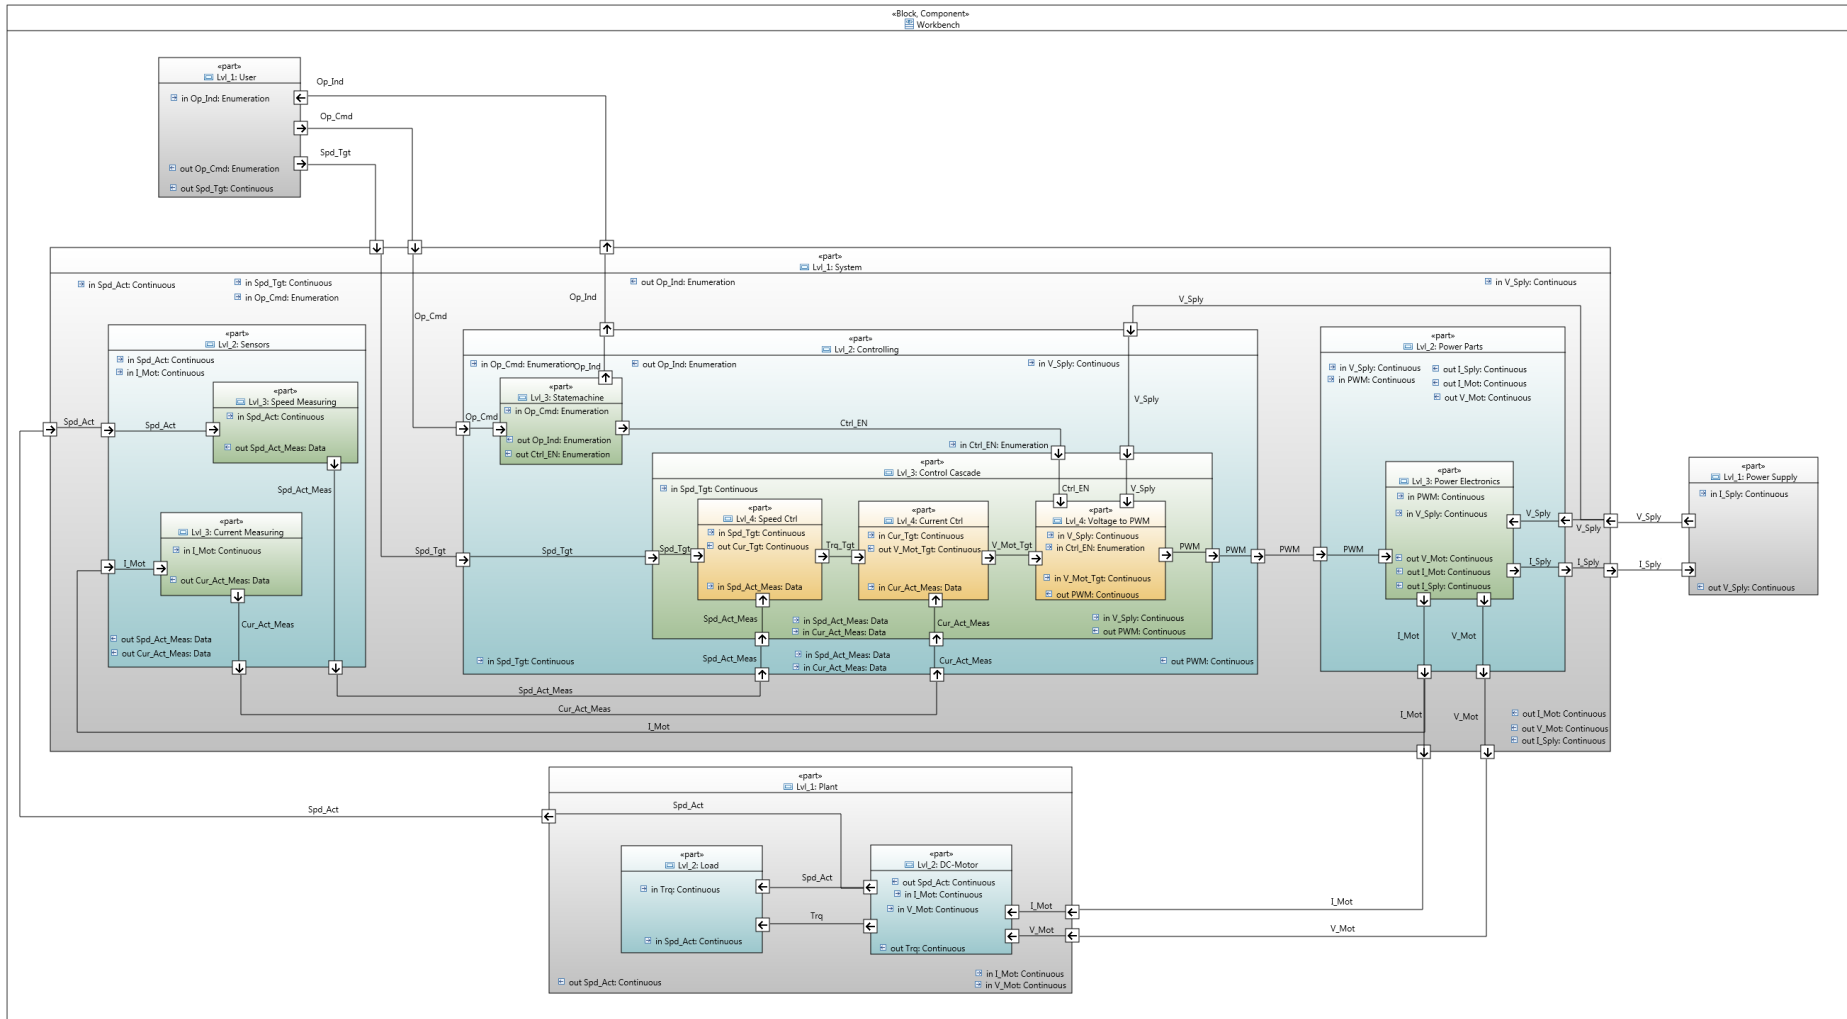 «Block, Component»
Workbench
«part»
Lvl_1: User
in Op_Ind: Enumeration
out Op_Cmd: Enumeration
out Spd_Tgt: Continuous
Op_Ind
Op_Cmd
Spd_Tgt
«part»
Lvl_1: System
in Spd_Act: Continuous
in Spd_Tgt: Continuous
in Op_Cmd: Enumeration
out Op_Ind: Enumeration
in V_Sply: Continuous
Op_Ind
Op_Cmd
V_Sply
«part»
Lvl_2: Sensors
in Spd_Act: Continuous
in I_Mot: Continuous
«part»
Lvl_3: Speed Measuring
in Spd_Act: Continuous
out Spd_Act_Meas: Data
Spd_Act
Spd_Act
Spd_Act_Meas
«part»
Lvl_3: Current Measuring
in I_Mot: Continuous
out Cur_Act_Meas: Data
I_Mot
Cur_Act_Meas
out Spd_Act_Meas: Data
out Cur_Act_Meas: Data
«part»
Lvl_2: Controlling
in Op_Cmd: Enumeration
Op_Ind
out Op_Ind: Enumeration
in V_Sply: Continuous
«part»
Lvl_3: Statemachine
in Op_Cmd: Enumeration
out Op_Ind: Enumeration
out Ctrl_EN: Enumeration
Op_Cmd
Ctrl_EN
V_Sply
in Ctrl_EN: Enumeration
«part»
Lvl_3: Control Cascade
in Spd_Tgt: Continuous
Ctrl_EN
V_Sply
«part»
Lvl_4: Speed Ctrl
in Spd_Tgt: Continuous
out Cur_Tgt: Continuous
in Spd_Act_Meas: Data
«part»
Lvl_4: Current Ctrl
in Cur_Tgt: Continuous
out V_Mot_Tgt: Continuous
in Cur_Act_Meas: Data
«part»
Lvl_4: Voltage to PWM
in V_Sply: Continuous
in Ctrl_EN: Enumeration
in V_Mot_Tgt: Continuous
out PWM: Continuous
Spd_Tgt
Spd_Tgt
Spd_Tgt
Trq_Tgt
V_Mot_Tgt
PWM
PWM
PWM
PWM
Spd_Act_Meas
in Spd_Act_Meas: Data
in Cur_Act_Meas: Data
Cur_Act_Meas
in V_Sply: Continuous
out PWM: Continuous
in Spd_Tgt: Continuous
Spd_Act_Meas
in Spd_Act_Meas: Data
in Cur_Act_Meas: Data
Cur_Act_Meas
out PWM: Continuous
Spd_Act_Meas
Cur_Act_Meas
I_Mot
«part»
Lvl_2: Power Parts
in V_Sply: Continuous
in PWM: Continuous
out I_Sply: Continuous
out I_Mot: Continuous
out V_Mot: Continuous
«part»
Lvl_3: Power Electronics
in PWM: Continuous
in V_Sply: Continuous
out V_Mot: Continuous
out I_Mot: Continuous
out I_Sply: Continuous
V_Sply
V_Sply
V_Sply
I_Sply
I_Sply
I_Sply
I_Mot
V_Mot
I_Mot
V_Mot
out I_Mot: Continuous
out V_Mot: Continuous
out I_Sply: Continuous
«part»
Lvl_1: Power Supply
in I_Sply: Continuous
out V_Sply: Continuous
«part»
Lvl_1: Plant
Spd_Act
Spd_Act
«part»
Lvl_2: Load
in Trq: Continuous
in Spd_Act: Continuous
Spd_Act
Trq
«part»
Lvl_2: DC-Motor
out Spd_Act: Continuous
in I_Mot: Continuous
in V_Mot: Continuous
out Trq: Continuous
I_Mot
V_Mot
I_Mot
V_Mot
out Spd_Act: Continuous
in I_Mot: Continuous
in V_Mot: Continuous